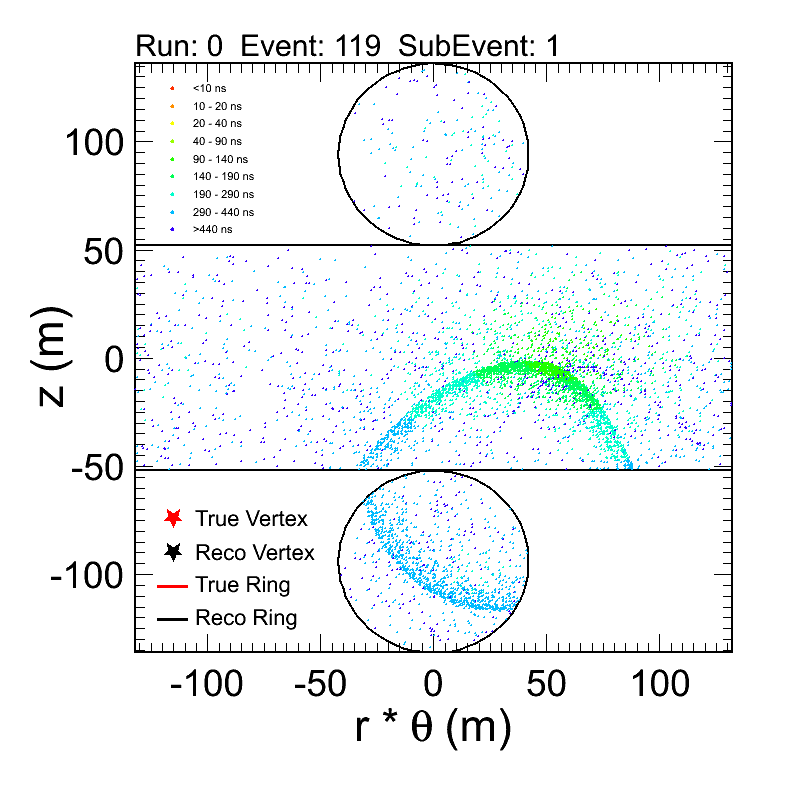 Run: 0 Event: 119 SubEvent: 1
<10 ns
10 - 20 ns
20 - 40 ns
40 - 90 ns
90 - 140 ns
140 - 190 ns
190 - 290 ns
290 - 440 ns
>440 ns
100
50
0
-50
-100
z (m)
True Vertex
Reco Vertex
True Ring
Reco Ring
-100 -50 0 50 100
r * θ (m)